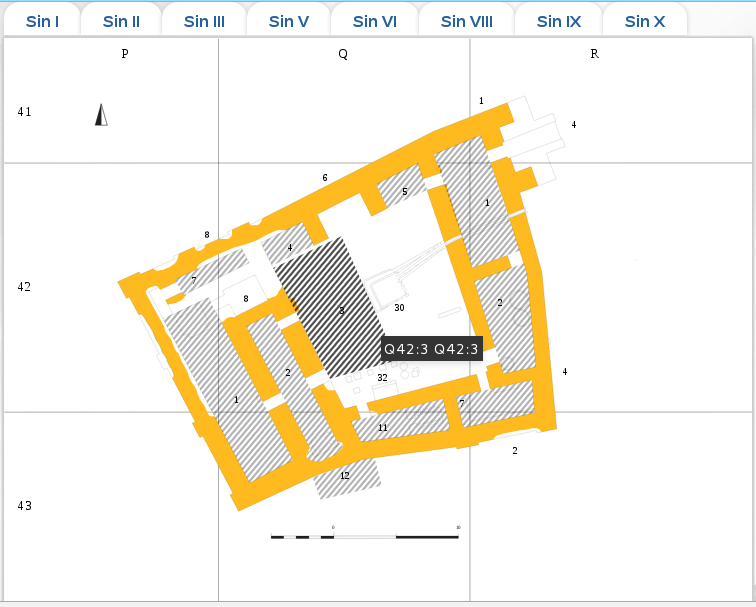 Sin I Sin II Sin III Sin V Sin VI Sin VIII Sin IX Sin X
P Q R
41 1 4
6 5 1
8 4
7
42 8 3 30 2
Q42:3 Q42:3
2 32 4
1 7
11 2
12
43
0 10